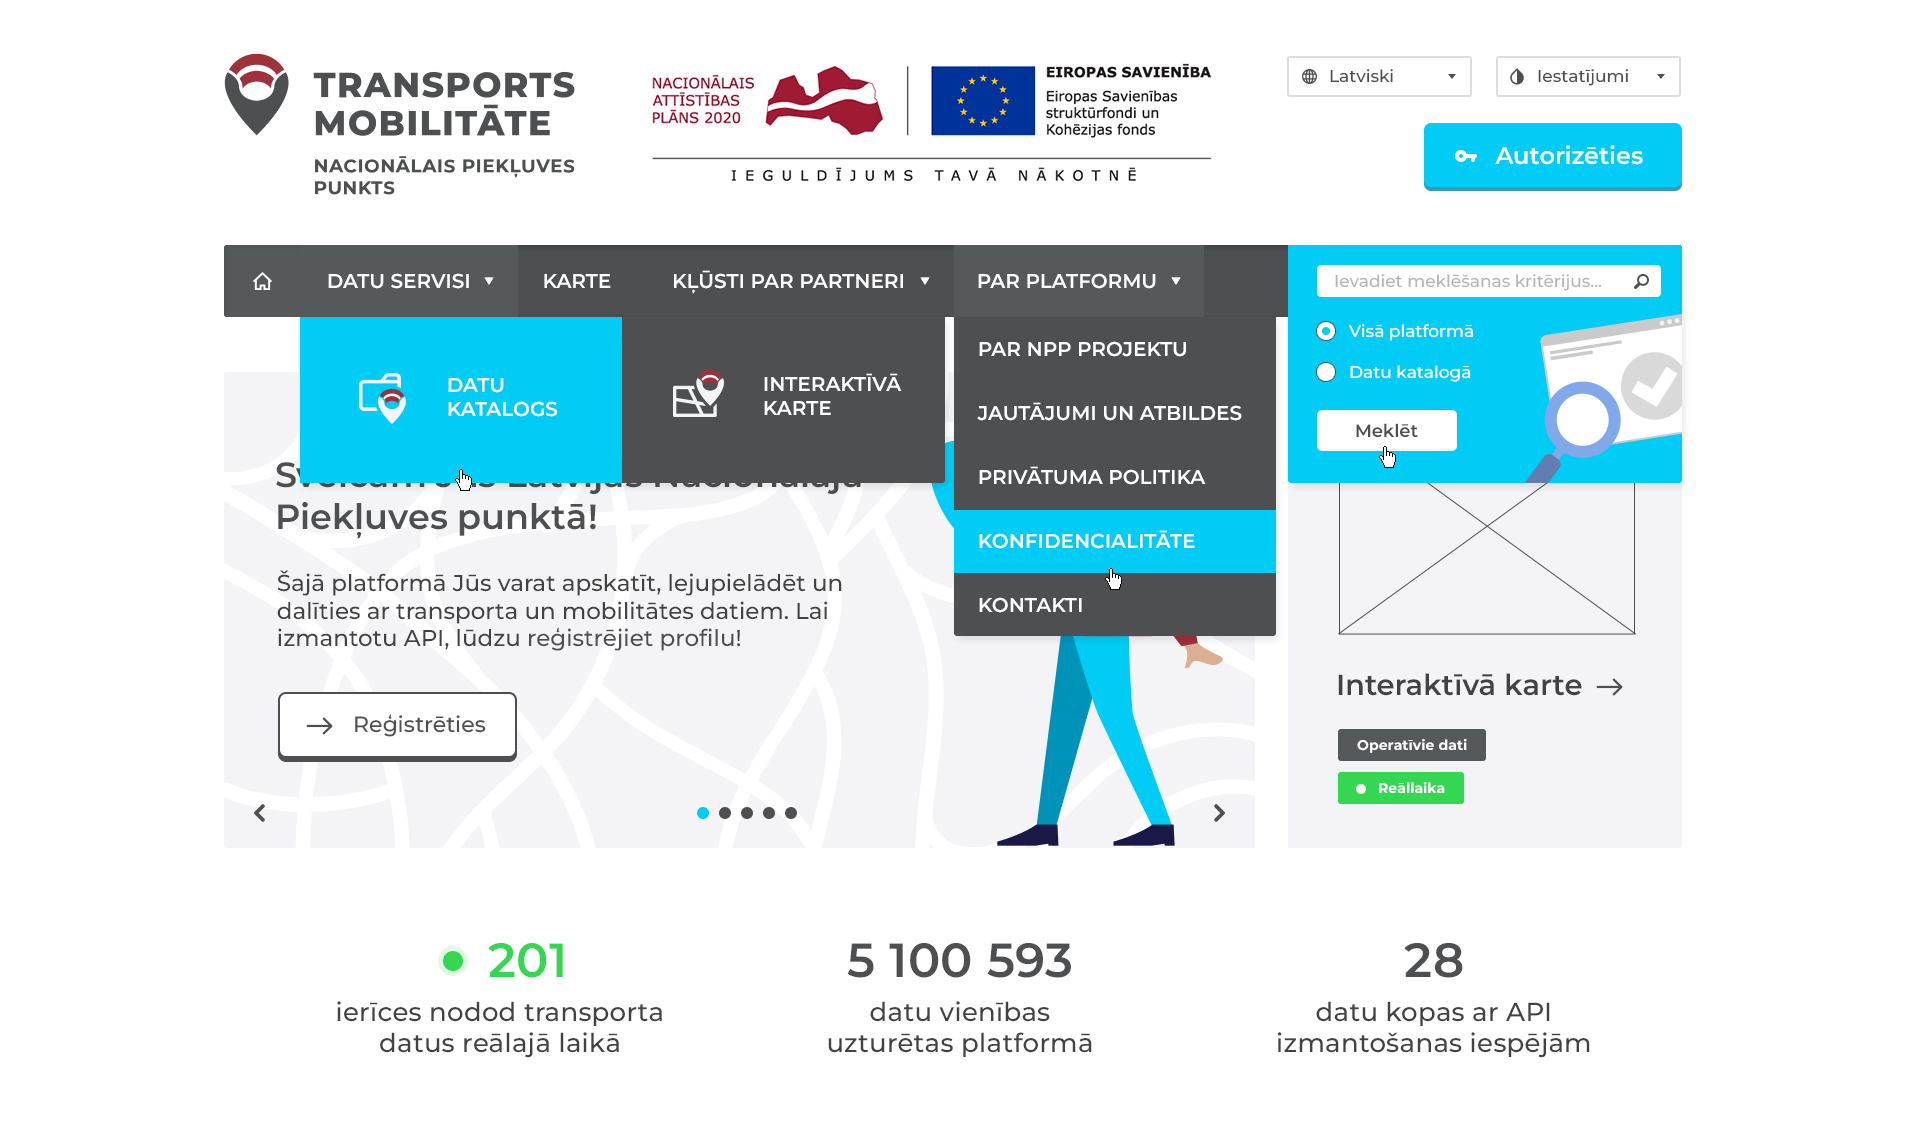 TRANSPORTS
MOBILITĀTE
NACIONĀLAIS PIEKĻUVES
PUNKTS
NACIONĀLAIS
ATTĪSTĪBAS
PLĀNS 2020
EIROPAS SAVIENĪBA
Eiropas Savienības
struktūrfondi un
Kohēzijas fonds
IEGULDĪJUMS TAVĀ NĀKOTNĒ
Latviski
Iestatījumi
Autorizēties
DATU SERVISI
KARTE
KĻŪSTI PAR PARTNERI
PAR PLATFORMU
Ievadiet meklēšanas kritērijus...
Visā platformā
Datu katalogā
Meklēt
DATU
KATALOGS
INTERAKTĪVĀ
KARTE
PAR NPP PROJEKTU
JAUTĀJUMI UN ATBILDES
PRIVĀTUMA POLITIKA
KONFIDENCIALITĀTE
KONTAKTI
Piekļuves punktā!
Šajā platformā Jūs varat apskatīt, lejupielādēt un
dalīties ar transporta un mobilitātes datiem. Lai
izmantotu API, lūdzu reģistrējiet profilu!
Reģistrēties
Interaktīvā karte
Operatīvie dati
Reāllaika
201
ierīces nodod transporta
datus reālajā laikā
5 100 593
datu vienības
uzturētas platformā
28
datu kopas ar API
izmantošanas iespējām